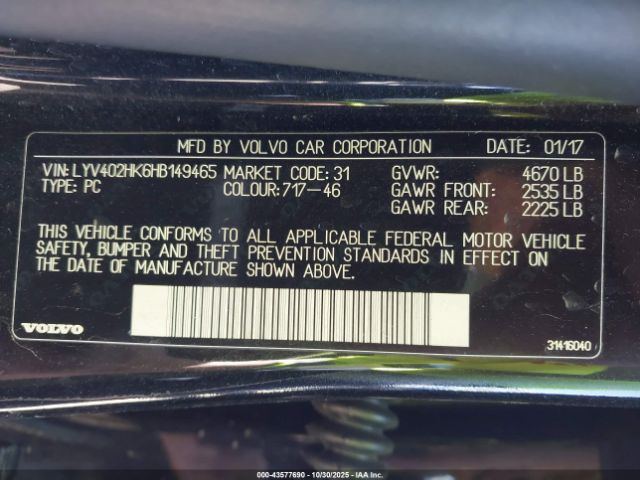 MFD BY VOLVO CAR CORPORATION DATE: 01/17
VIN: LYV402HK6HB149465 MARKET CODE: 31 GVWR: 4670 LB
TYPE: PC COLOUR: 717-46 GAWR FRONT: 2535 LB
GAWR REAR: 2225 LB
THIS VEHICLE CONFORMS TO ALL APPLICABLE FEDERAL MOTOR VEHICLE
SAFETY, BUMPER AND THEFT PREVENTION STANDARDS IN EFFECT ON
THE DATE OF MANUFACTURE SHOWN ABOVE.
VOLVO
31416040
00-43577690 - 10/30/2025 - IAA Inc.